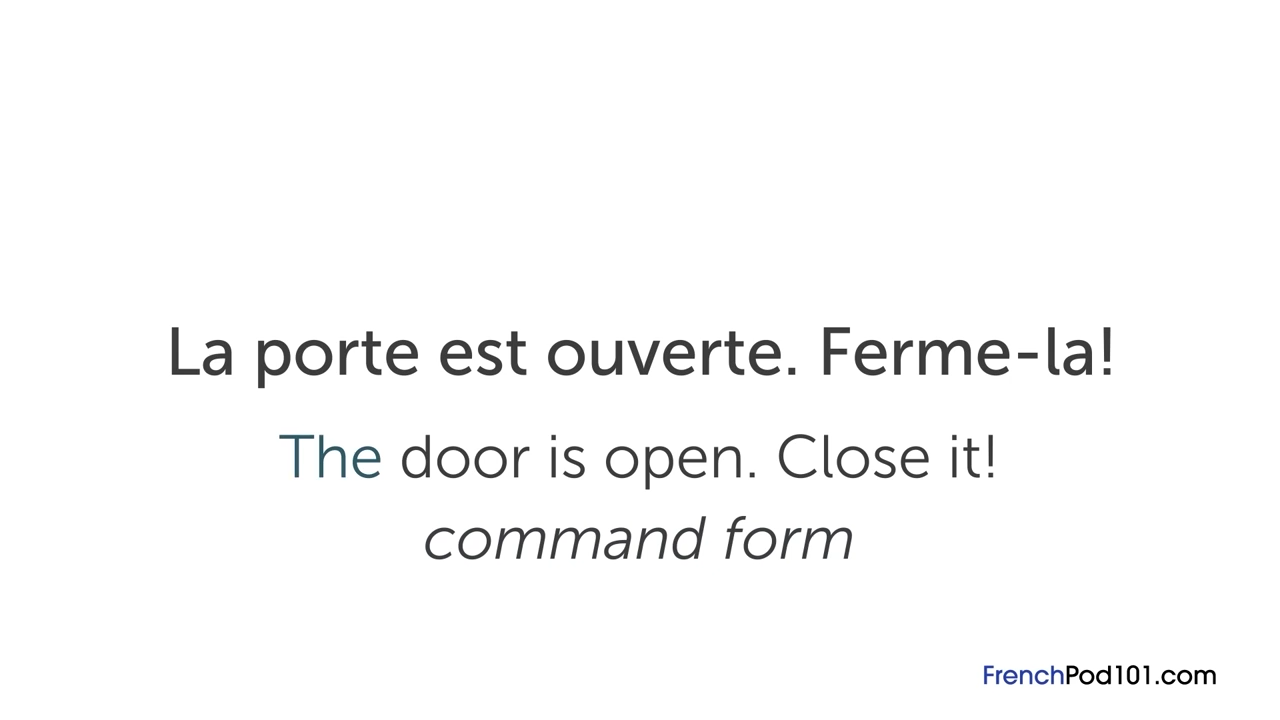 La porte est ouverte. Ferme-la!
The door is open. Close it!
command form
FrenchPod101.com